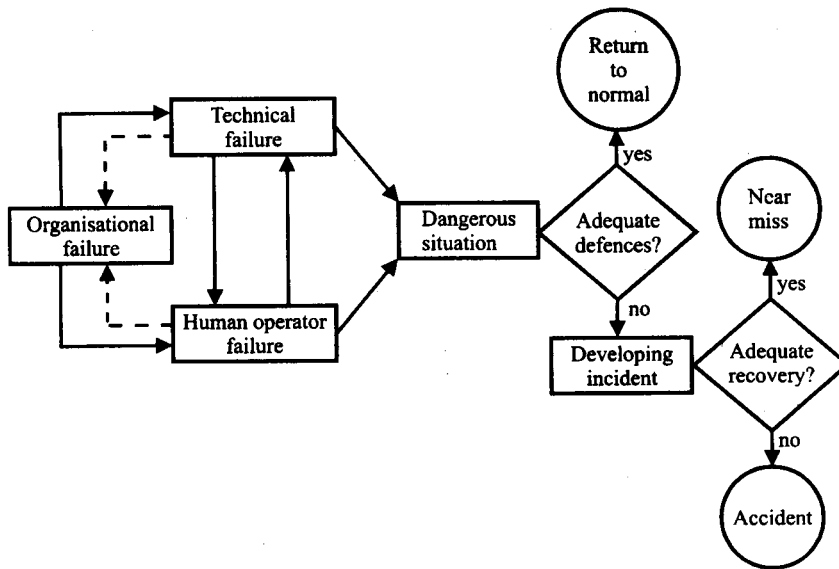 Return
to
normal
Technical
failure
yes
Organisational
failure
Dangerous
situation
Adequate
defences?
Ncar
miss
yes
no
Human operator
failure
Developing
incident
Adequate
recovery?
no
Accident